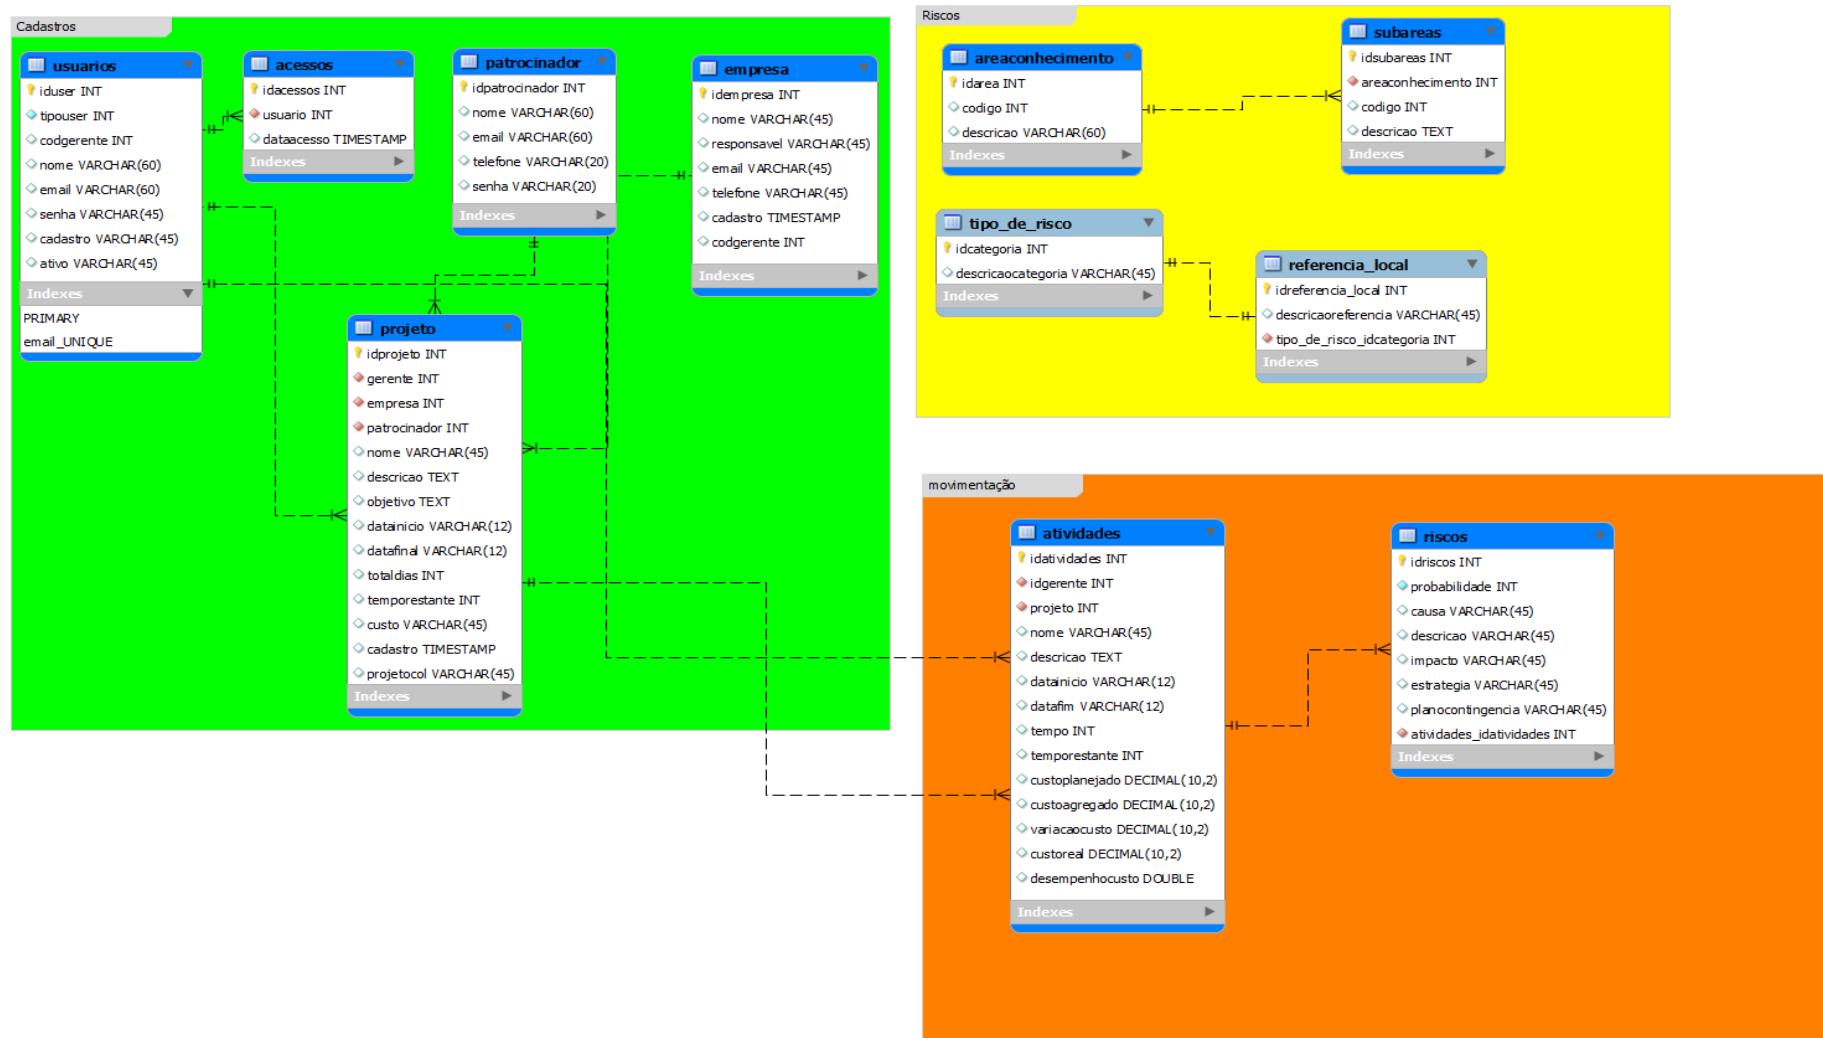 Cadastros
usuarios
iduser INT
tipouser INT
codgerente INT
nome VARCHAR(60)
email VARCHAR(60)
senha VARCHAR(45)
cadastro VARCHAR(45)
ativo VARCHAR(45)
Indexes
PRIMARY
email_UNIQUE
acessos
idacessos INT
usuario INT
dataacesso TIMESTAMP
Indexes
patrocinador
idpatrocinador INT
nome VARCHAR(60)
email VARCHAR(60)
telefone VARCHAR(20)
senha VARCHAR(20)
Indexes
empresa
idempresa INT
nome VARCHAR(45)
responsavel VARCHAR(45)
email VARCHAR(45)
telefone VARCHAR(45)
cadastro TIMESTAMP
codgerente INT
Indexes
projeto
idprojeto INT
gerente INT
empresa INT
patrocinador INT
nome VARCHAR(45)
descricao TEXT
objetivo TEXT
datainicio VARCHAR(12)
datafinal VARCHAR(12)
totaldias INT
temporestante INT
custo VARCHAR(45)
cadastro TIMESTAMP
projetocol VARCHAR(45)
Indexes
Riscos
areaconhecimento
idarea INT
codigo INT
descricao VARCHAR(60)
Indexes
subareas
idsubareas INT
areaconhecimento INT
codigo INT
descricao TEXT
Indexes
tipo_de_risco
idcategoria INT
descricaocategoria VARCHAR(45)
Indexes
referencia_local
idreferencia_local INT
descricaoreferencia VARCHAR(45)
tipo_de_risco_idcategoria INT
Indexes
movimentação
atividades
idatividades INT
idgerente INT
projeto INT
nome VARCHAR(45)
descricao TEXT
datainicio VARCHAR(12)
datafim VARCHAR(12)
tempo INT
temporestante INT
custoplanejado DECIMAL(10,2)
custoagregado DECIMAL(10,2)
variacaocusto DECIMAL(10,2)
custoreal DECIMAL(10,2)
desempenhocusto DOUBLE
Indexes
riscos
idriscos INT
probabilidade INT
causa VARCHAR(45)
descricao VARCHAR(45)
impacto VARCHAR(45)
estrategia VARCHAR(45)
planocontingencia VARCHAR(45)
atividades_idatividades INT
Indexes